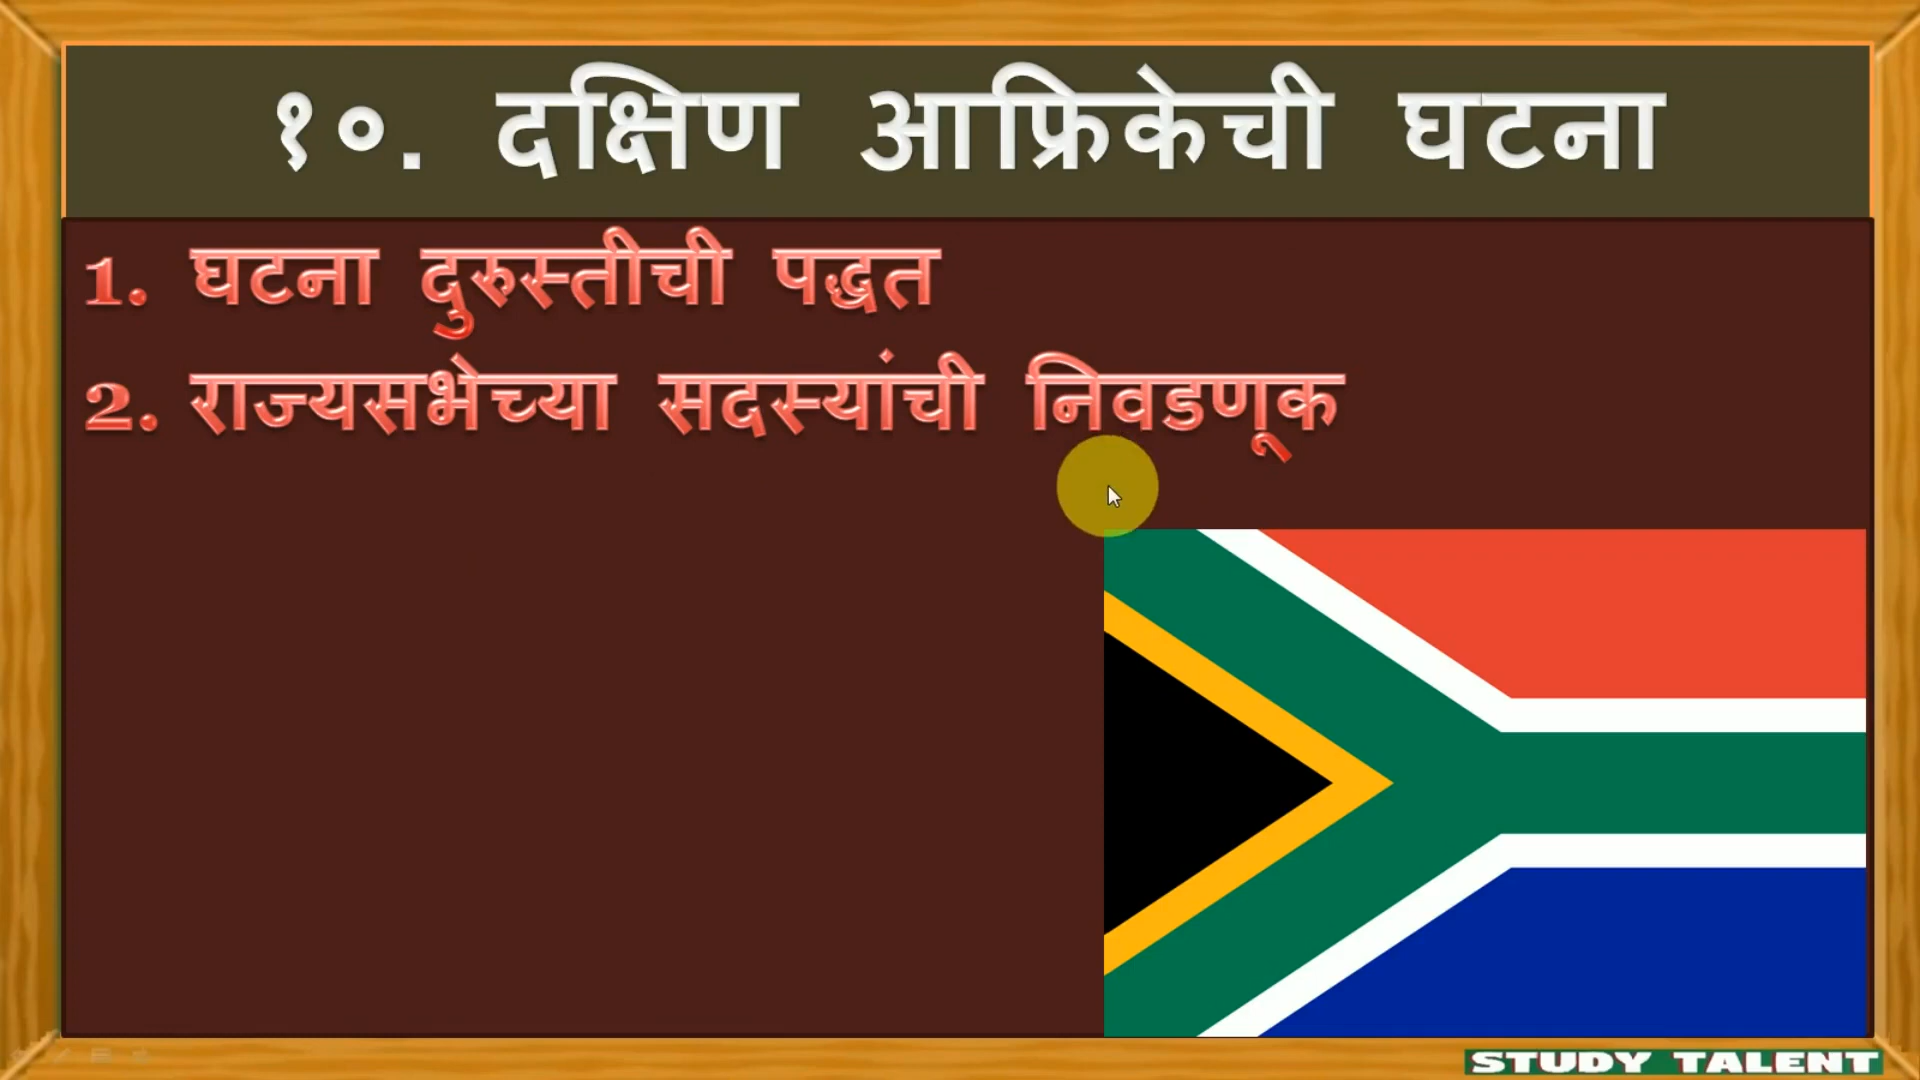 १०. दक्षिण आफ्रिकेची घटना
1. घटना दुरुस्तीची पद्धत
2. राज्यसभेच्या सदस्यांची निवडणूक
STUDY TALENT